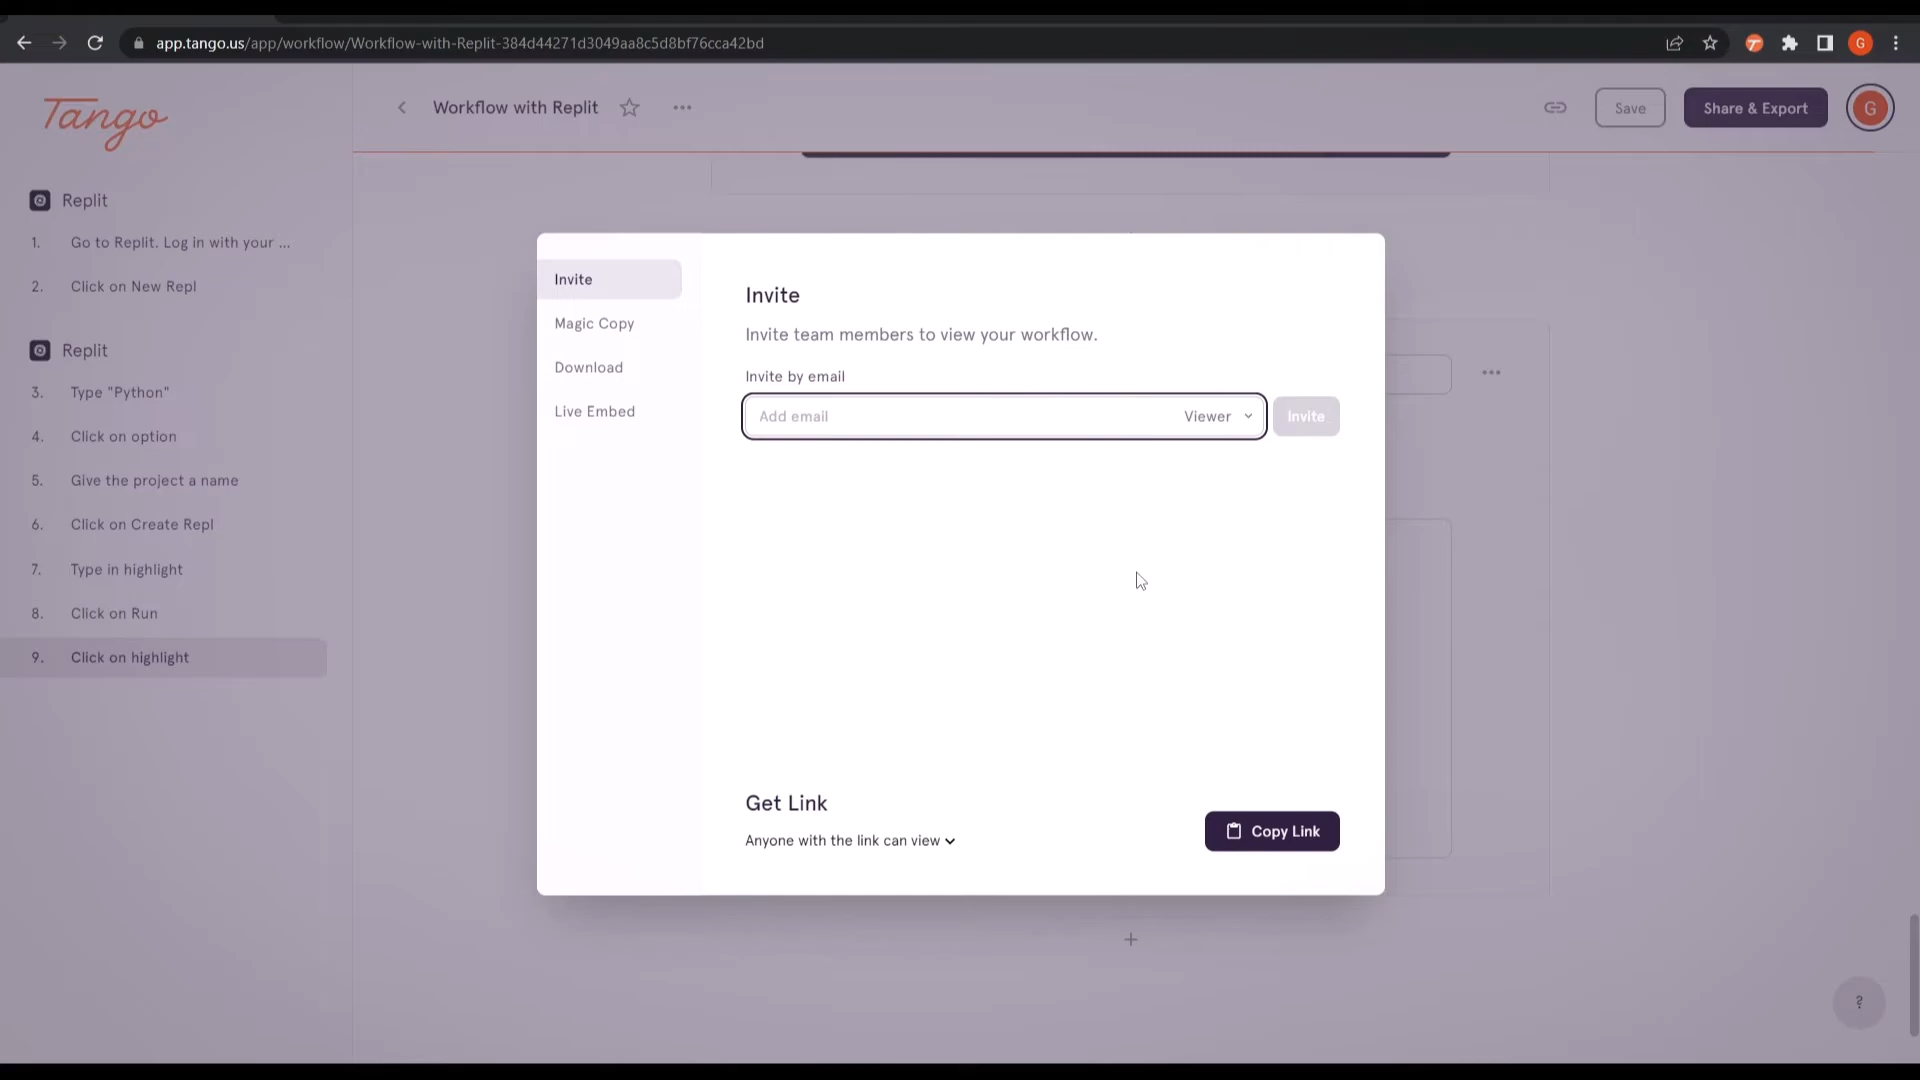 app.tango.us/app/workflow/Workflow-with-Replit-384d44271d3049aa8c5d8bf76cca42bd
G
Tango
Workflow with Replit
Save
Share & Export
G
Replit
1. Go to Replit. Log in with your ...
2. Click on New Repl
Replit
3. Type "Python"
4. Click on option
5. Give the project a name
6. Click on Create Repl
7. Type in highlight
8. Click on Run
9. Click on highlight
Invite
Magic Copy
Download
Live Embed
Invite
Invite team members to view your workflow.
Invite by email
Add email
Viewer
Invite
Get Link
Anyone with the link can view
Copy Link
?